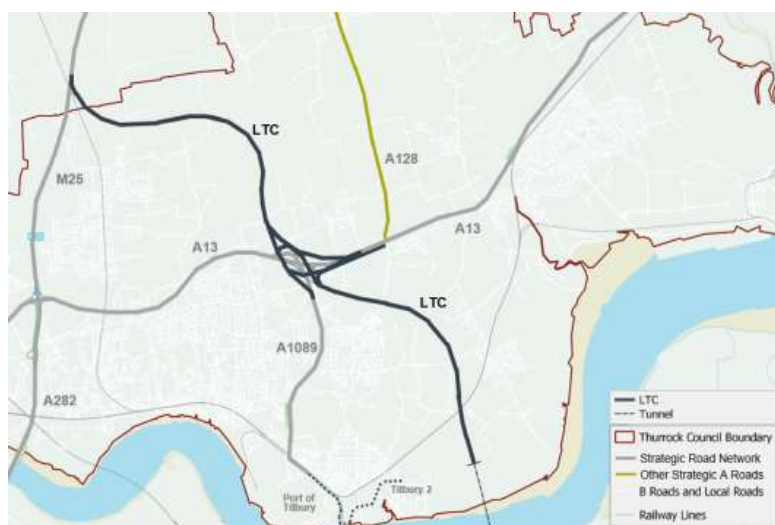 LTC
A128
M25
A13
A13
LTC
A1089
A282
Port of
Tilbury
Tilbury 2
LTC
Tunnel
Thurrock Council Boundary
Strategic Road Network
Other Strategic A Roads
B Roads and Local Roads
Railway Lines